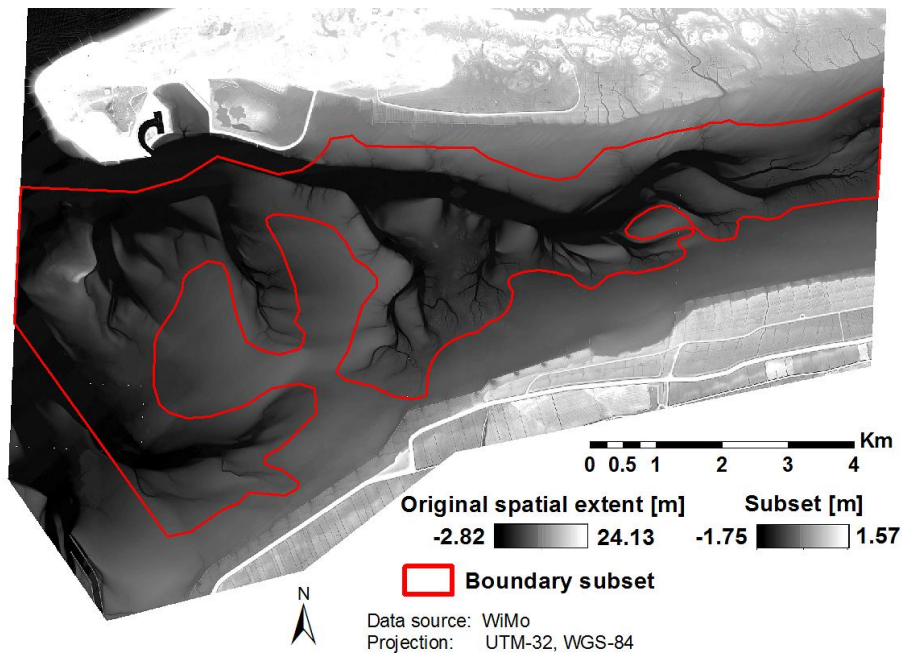 Km
0 0.5 1 2 3 4
Original spatial extent [m]
-2.82 24.13
Subset [m]
-1.75 1.57
Boundary subset
N
Data source: WiMo
Projection: UTM-32, WGS-84